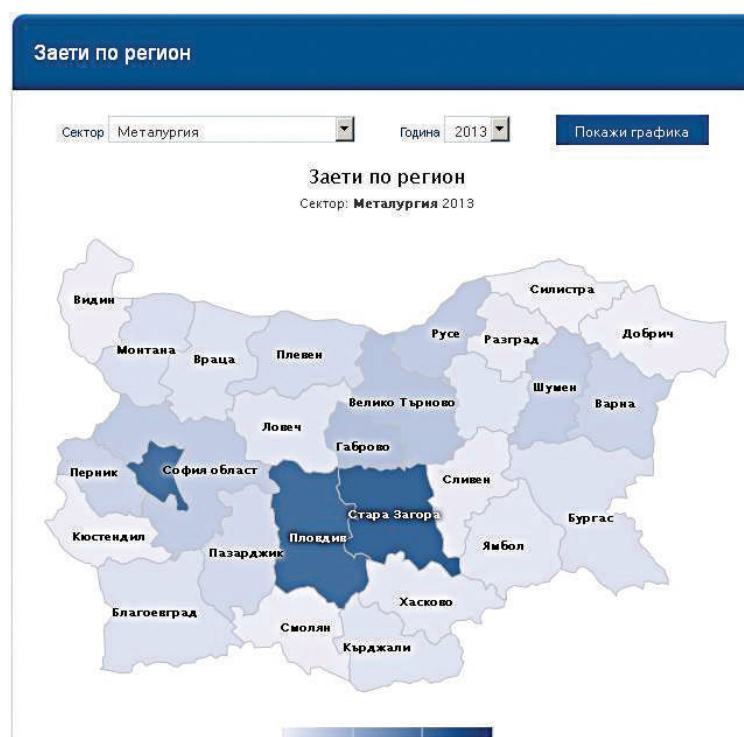 Заети по регион
Сектор Металургия Година 2013 Покажи графика
Заети по регион
Сектор: Металургия 2013
Силистра
Видин
Русе
Разград
Добрич
Монтана
Враца
Плевен
Шумен
Велико Търново
Варна
Ловеч
Габрово
Перник
София област
Сливен
Стара Загора
Бургас
Кюстендил
Пловдив
Ямбол
Пазарджик
Хасково
Благоевград
Смолян
Кърджали